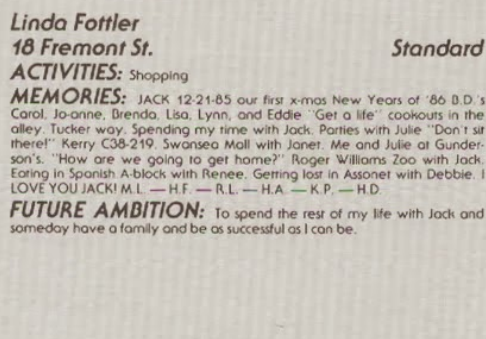 Linda Fottler
18 Fremont St. Standard
ACTIVITIES: Shopping
MEMORIES: JACK 12-21-85 our first x-mas New Years of '86 B.D.'s
Carol, Jo-anne, Brenda, Lisa, Lynn, and Eddie "Get a life" cookouts in the
alley. Tucker way. Spending my time with Jack. Parties with Julie "Don't sit
there!" Kerry C38-219. Swansea Mall with Janet. Me and Julie at Gunder-
son's. "How are we going to get home?" Roger Williams Zoo with Jack.
Eating in Spanish A-block with Renee. Getting lost in Assonet with Debbie. I
LOVE YOU JACK! M.L. — H.F. — R.L. — H.A. — K.P. — H.D.
FUTURE AMBITION: To spend the rest of my life with Jack and
someday have a family and be as successful as I can be.